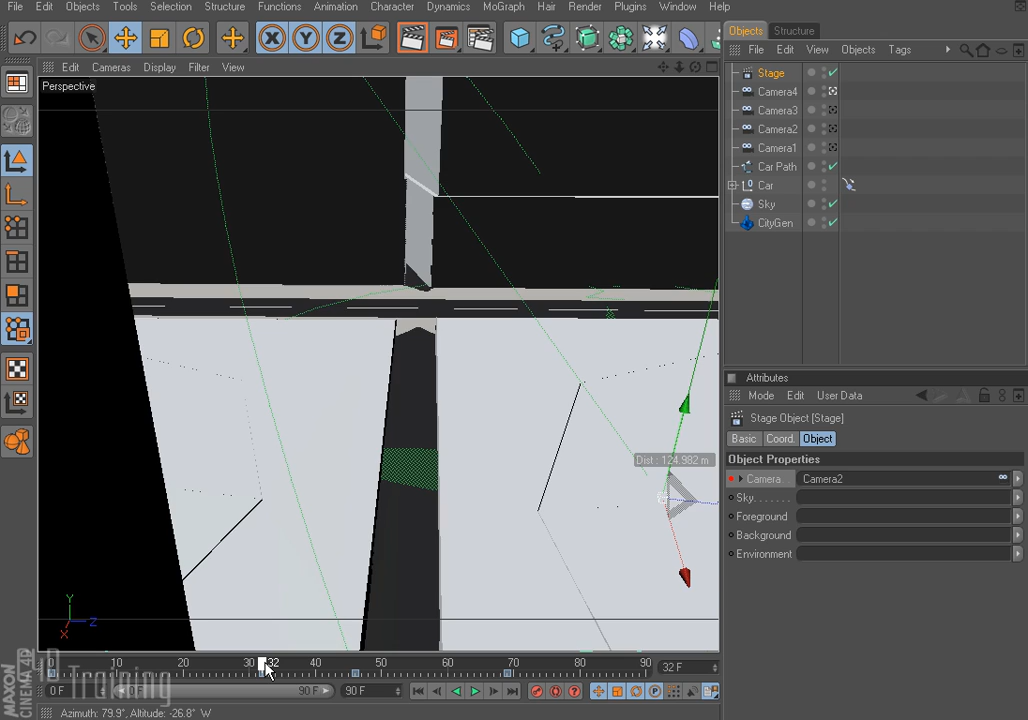 File Edit Objects Tools Selection Structure Functions Animation Character Dynamics MoGraph Hair Render Plugins Window Help
X Y Z
Objects Structure
File Edit View Objects Tags
Edit Cameras Display Filter View
Perspective
Stage
Camera4
Camera3
Camera2
Camera1
Car Path
Car
Sky
CityGen
Attributes
Mode Edit User Data
Stage Object [Stage]
Basic Coord. Object
Object Properties
Camera... Camera2
Sky. . . . . . .
Foreground
Background
Environment
Dist : 124.982 m
Y
Z
X
0 10 20 30 32 40 50 60 70 80 90 32 F
0 F 0 F 90 F 90 F
MAXON
CINEMA 4D
4D
Training
Azimuth: 79.9°, Altitude: -26.8° W